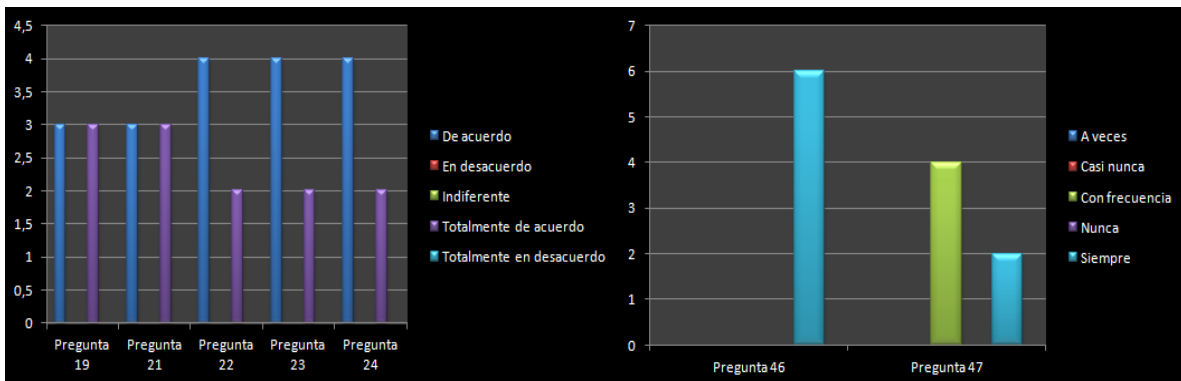 4,5
4
3,5
3
2,5
2
1,5
1
0,5
0
Pregunta 19
Pregunta 21
Pregunta 22
Pregunta 23
Pregunta 24
De acuerdo
En desacuerdo
Indiferente
Totalmente de acuerdo
Totalmente en desacuerdo
7
6
5
4
3
2
1
0
Pregunta 46
Pregunta 47
A veces
Casi nunca
Con frecuencia
Nunca
Siempre